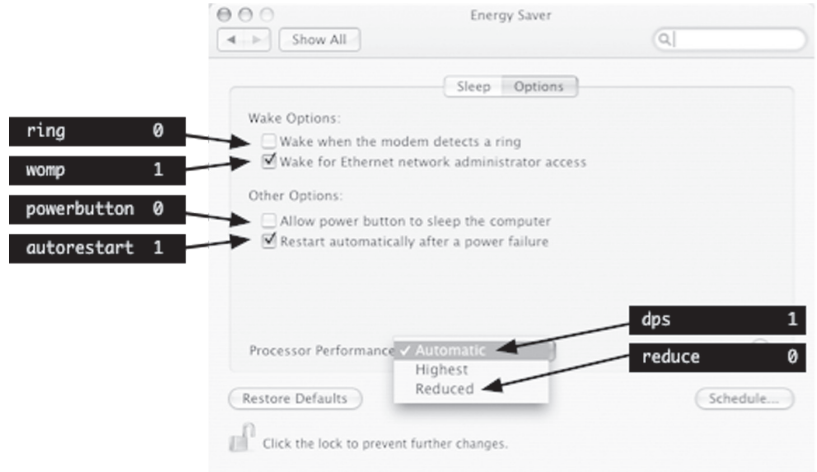 Energy Saver
Show All
Sleep Options
Wake Options:
ring 0
Wake when the modem detects a ring
womp 1
Wake for Ethernet network administrator access
Other Options:
powerbutton 0
Allow power button to sleep the computer
autorestart 1
Restart automatically after a power failure
dps 1
Processor Performance ✓ Automatic
reduce 0
Highest
Reduced
Restore Defaults
Schedule...
Click the lock to prevent further changes.